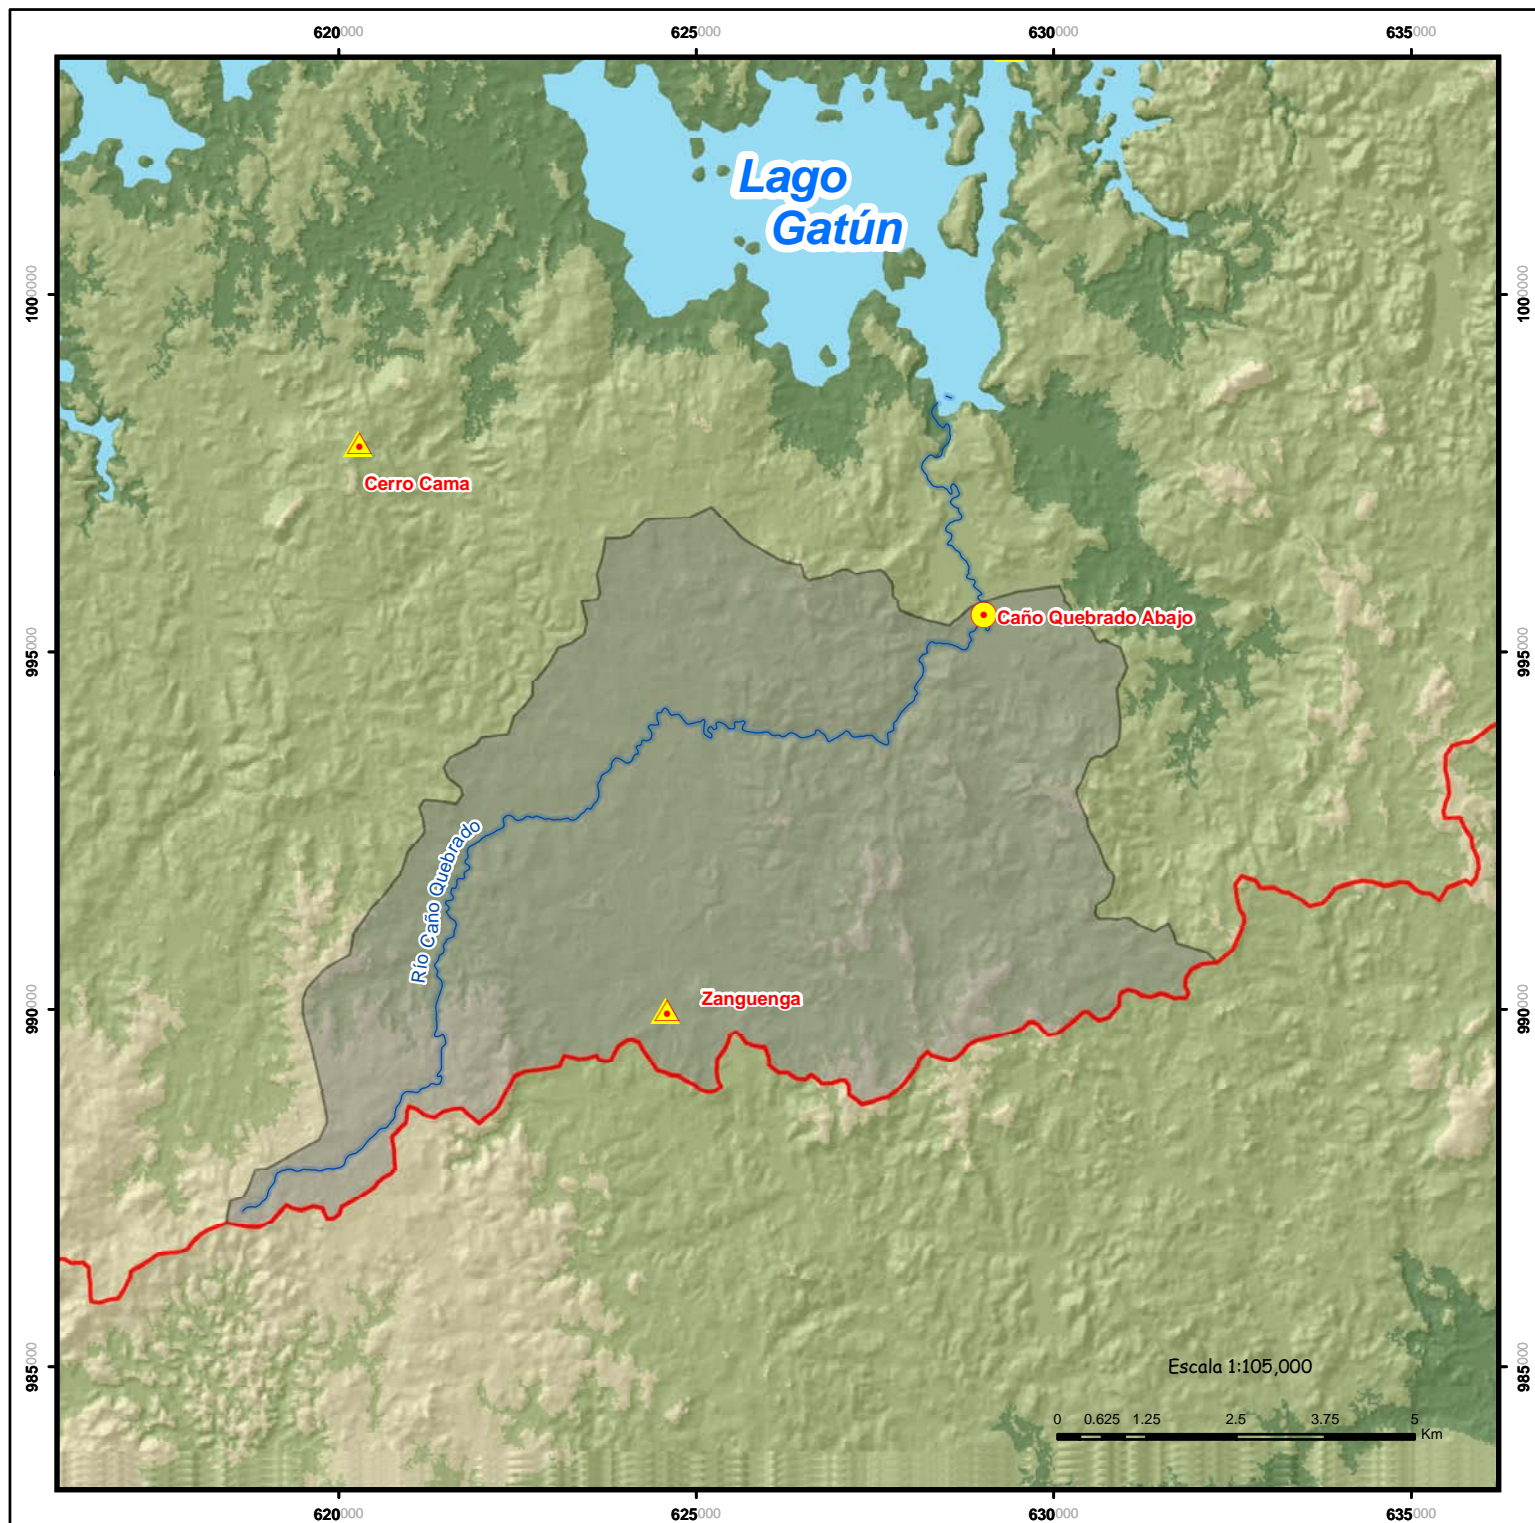 620000 625000 630000 635000
Lago
Gatún
1000000 1000000
Cerro Cama
Caño Quebrado Abajo
995000 995000
Río Caño Quebrado
Zanguenga
990000 990000
Escala 1:105,000
985000 985000
0 0.625 1.25 2.5 3.75 5
Km
620000 625000 630000 635000